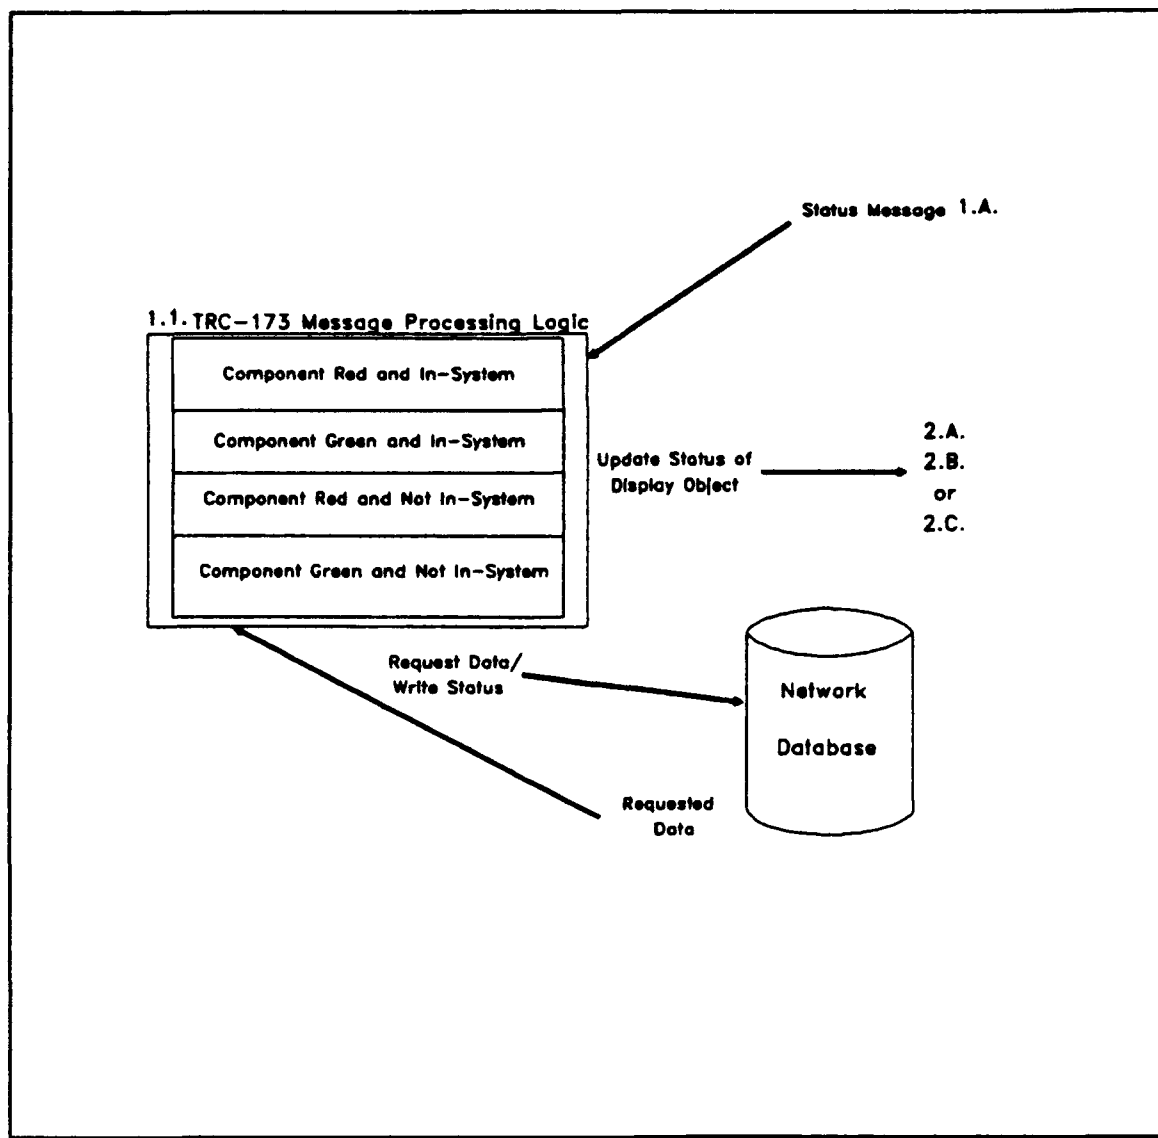 Status Message 1.A.
1.1. TRC-173 Message Processing Logic
Component Red and In-System
Component Green and In-System
Component Red and Not In-System
Component Green and Not In-System
Update Status of
Display Object
2.A.
2.B.
or
2.C.
Request Data/
Write Status
Network
Database
Requested
Data